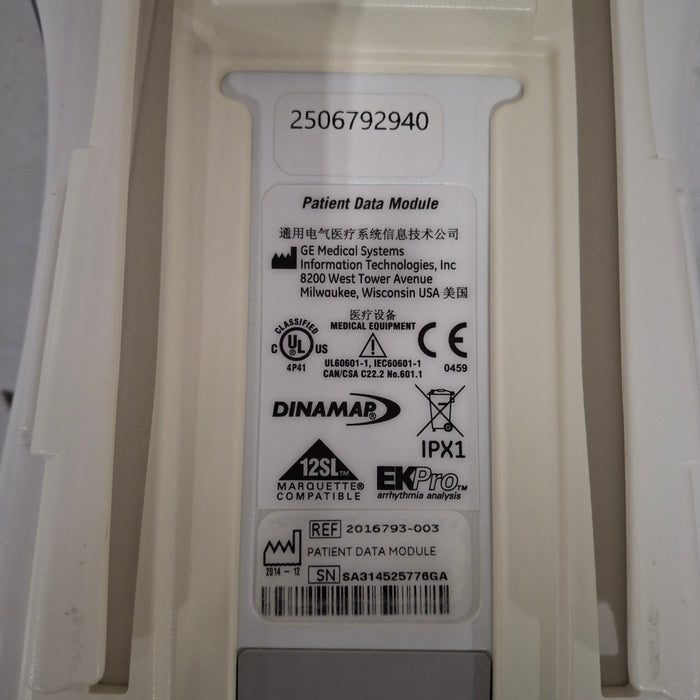 2506792940
Patient Data Module
通用电气医疗系统信息技术公司
GE Medical Systems
Information Technologies, Inc
8200 West Tower Avenue
Milwaukee, Wisconsin USA 美国
医疗设备
MEDICAL EQUIPMENT
CLASSIFIED
C UL US
4P41
UL60601-1, IEC60601-1
CAN/CSA C22.2 No.601.1
CE
0459
DINAMAP®
IPX1
12SL™
MARQUETTE®
COMPATIBLE
EKPro™
arrhythmia analysis
REF 2016793-003
PATIENT DATA MODULE
2014-12
SN SA314525776GA